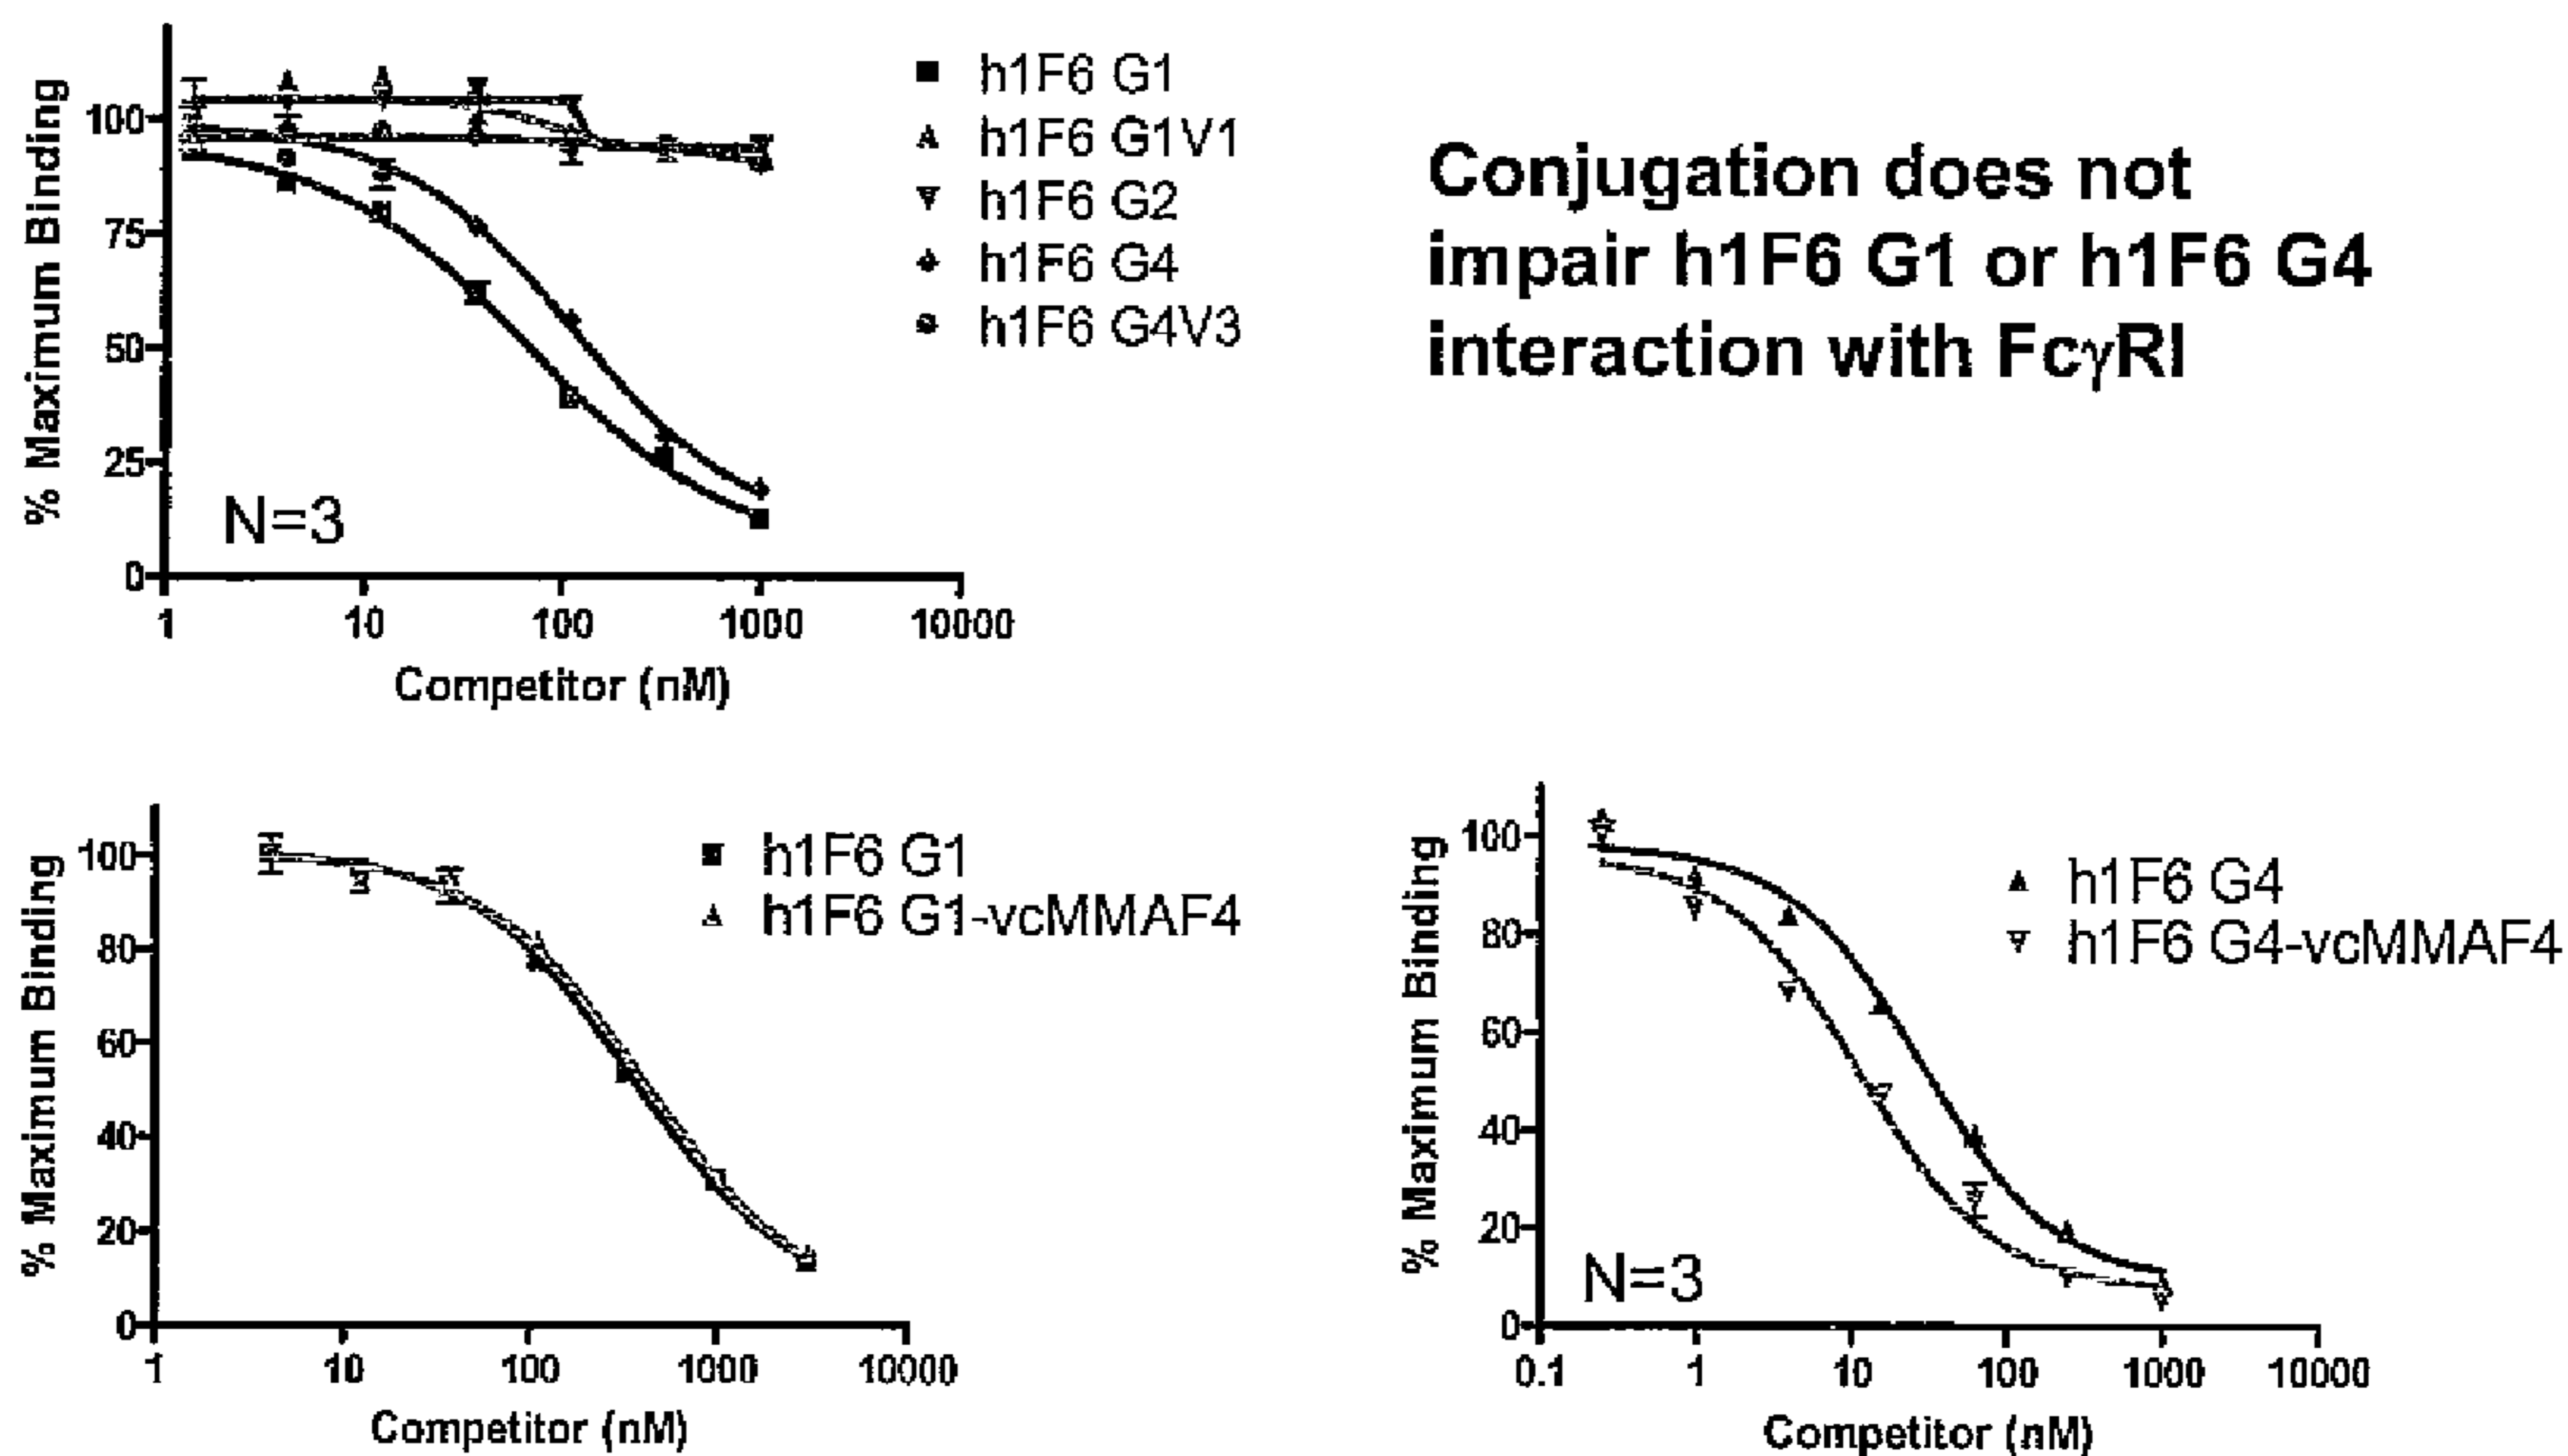 % Maximum Binding
100
75
50
25
0
1 10 100 1000 10000
Competitor (nM)
N=3
h1F6 G1
h1F6 G1V1
h1F6 G2
h1F6 G4
h1F6 G4V3
Conjugation does not
impair h1F6 G1 or h1F6 G4
interaction with FcγRI
% Maximum Binding
100
80
60
40
20
0
1 10 100 1000 10000
Competitor (nM)
h1F6 G1
h1F6 G1-vcMMAF4
% Maximum Binding
100
80
60
40
20
0
0.1 1 10 100 1000 10000
Competitor (nM)
N=3
h1F6 G4
h1F6 G4-vcMMAF4